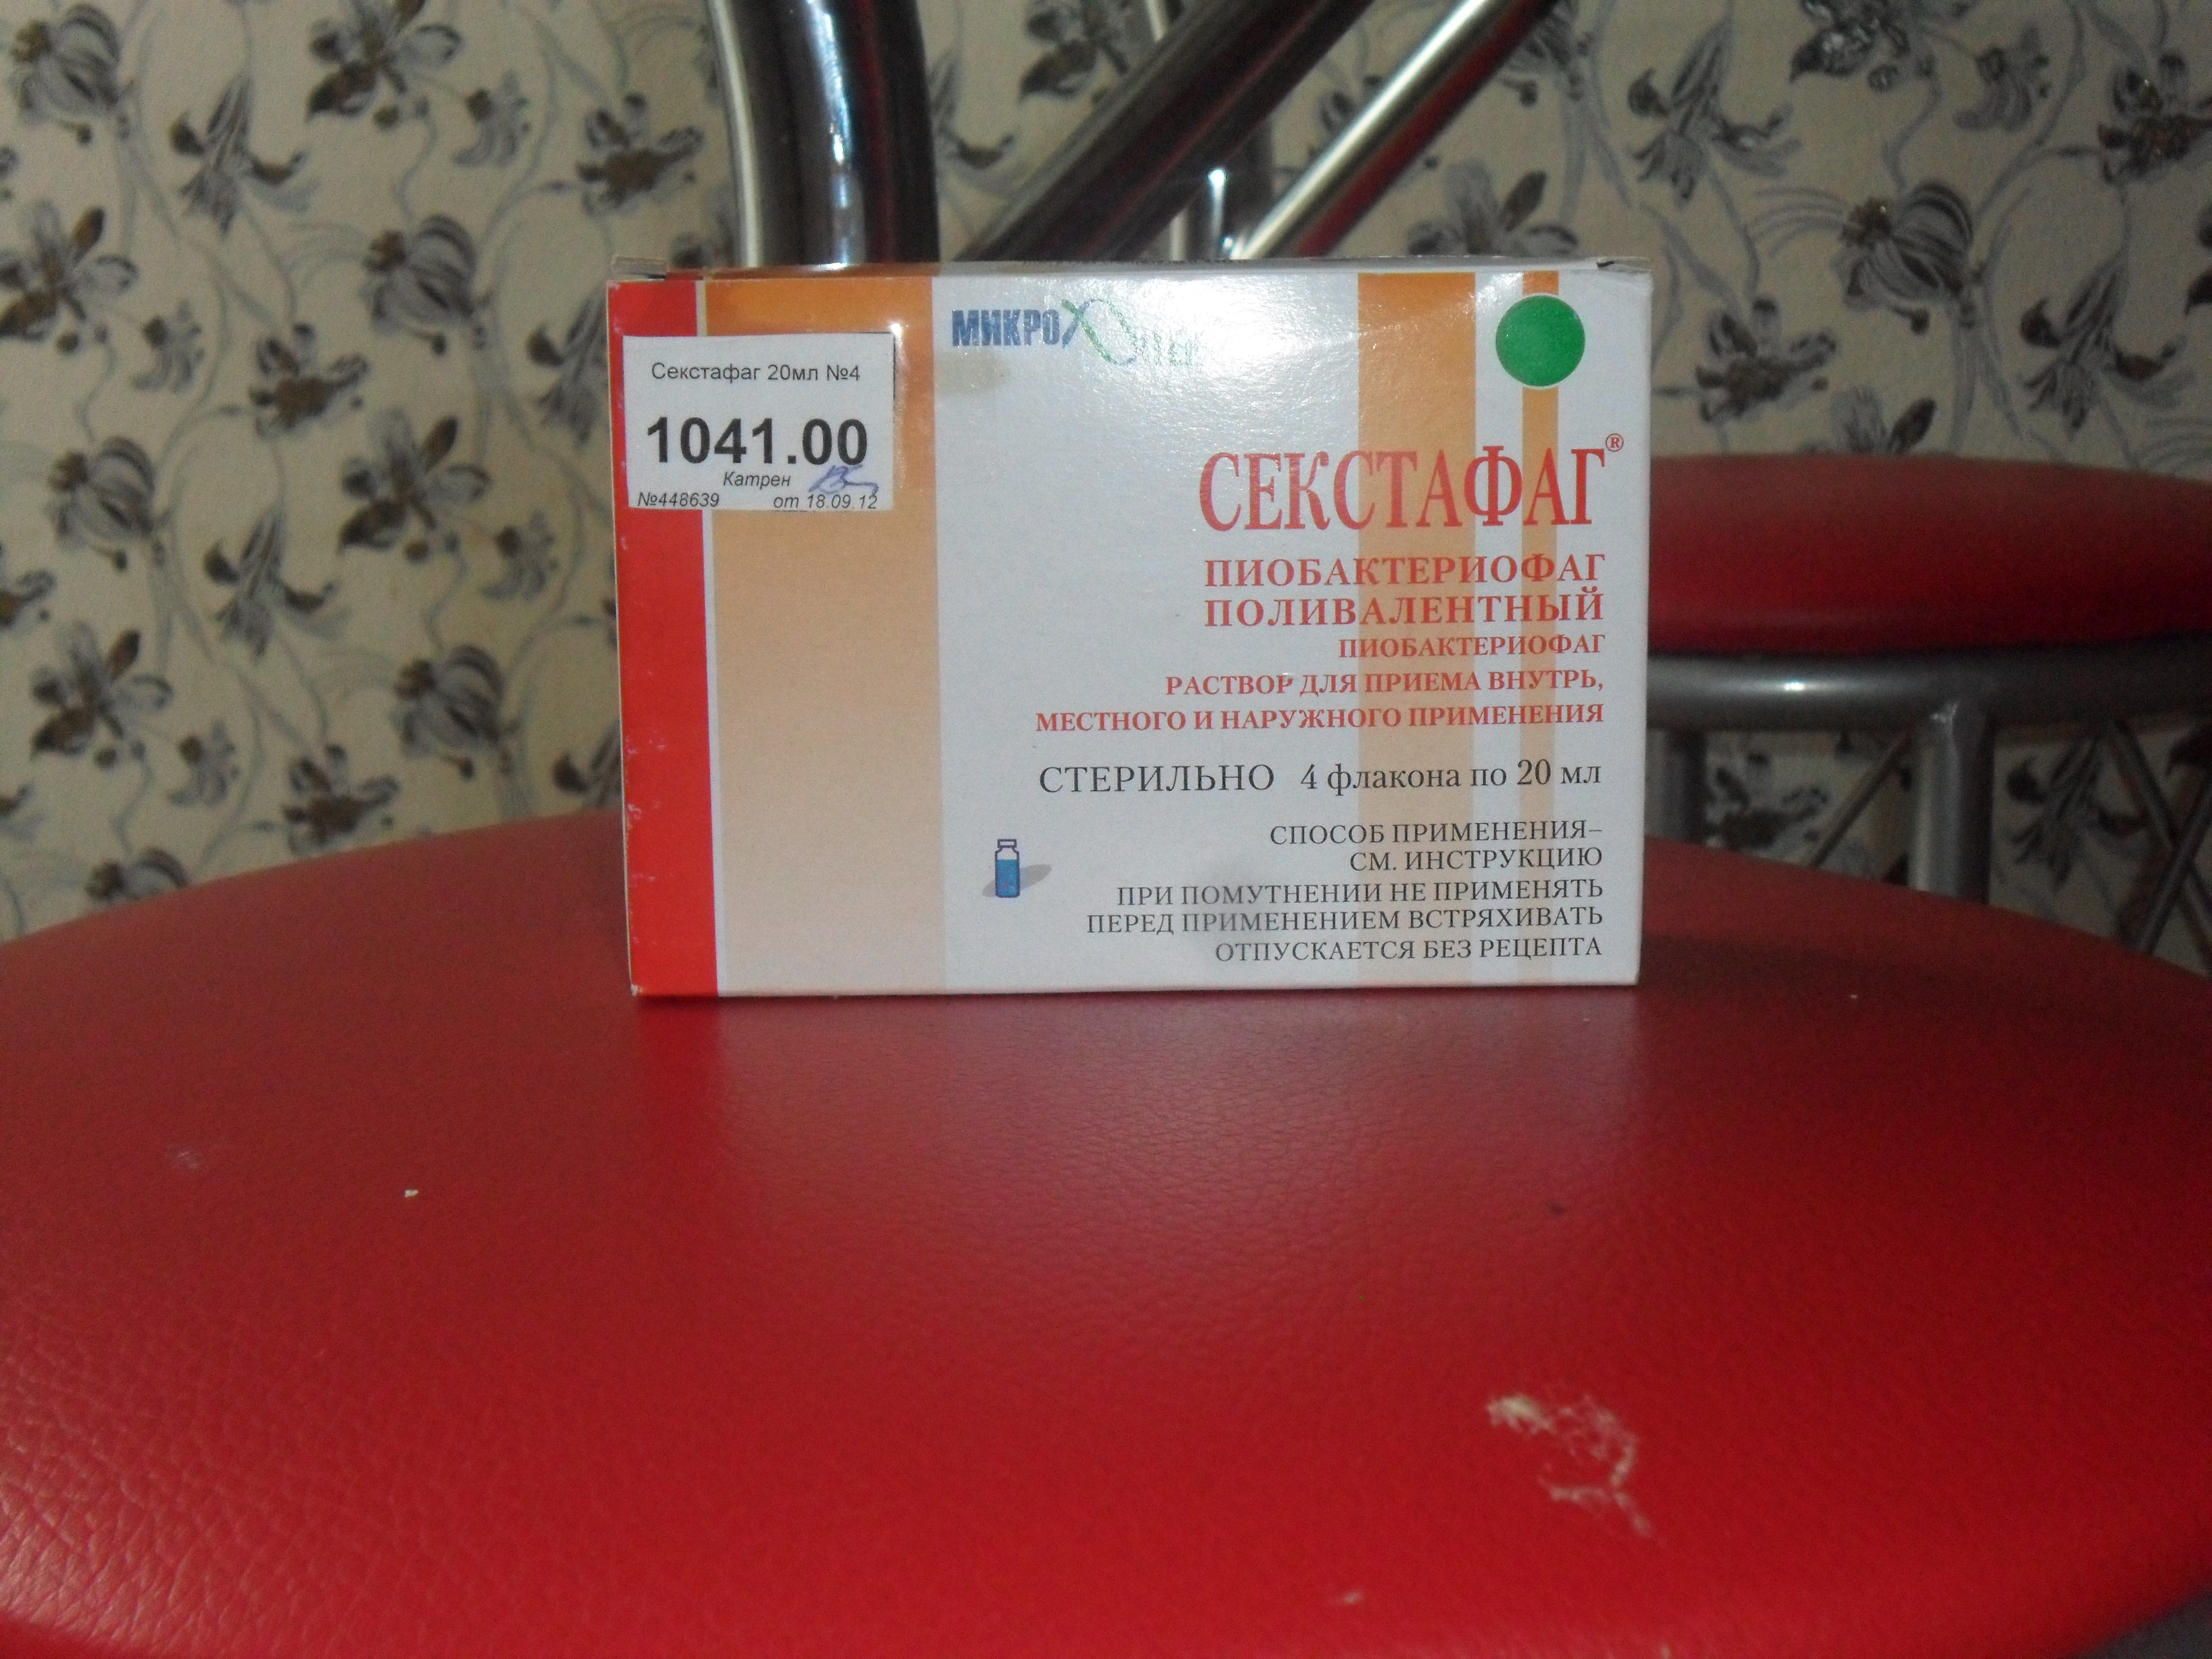 Секстафаг 20мл №4
1041.00
Катрен
№448639 от 18.09.12
СЕКСТАФАГ®
ПИОБАКТЕРИОФАГ
ПОЛИВАЛЕНТНЫЙ
ПИОБАКТЕРИОФАГ
РАСТВОР ДЛЯ ПРИЕМА ВНУТРЬ,
МЕСТНОГО И НАРУЖНОГО ПРИМЕНЕНИЯ
СТЕРИЛЬНО 4 флакона по 20 мл
СПОСОБ ПРИМЕНЕНИЯ–
СМ. ИНСТРУКЦИЮ
ПРИ ПОМУТНЕНИИ НЕ ПРИМЕНЯТЬ
ПЕРЕД ПРИМЕНЕНИЕМ ВСТРЯХИВАТЬ
ОТПУСКАЕТСЯ БЕЗ РЕЦЕПТА